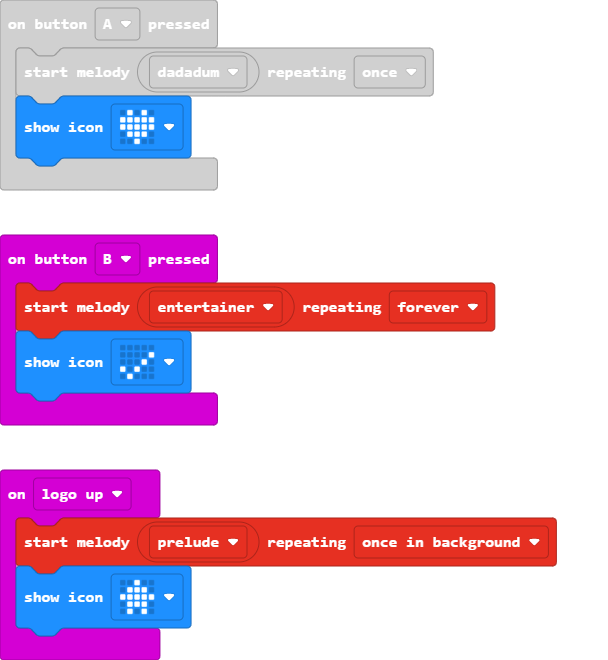 on button A pressed
start melody dadadum repeating once
show icon
on button B pressed
start melody entertainer repeating forever
show icon
on logo up
start melody prelude repeating once in background
show icon